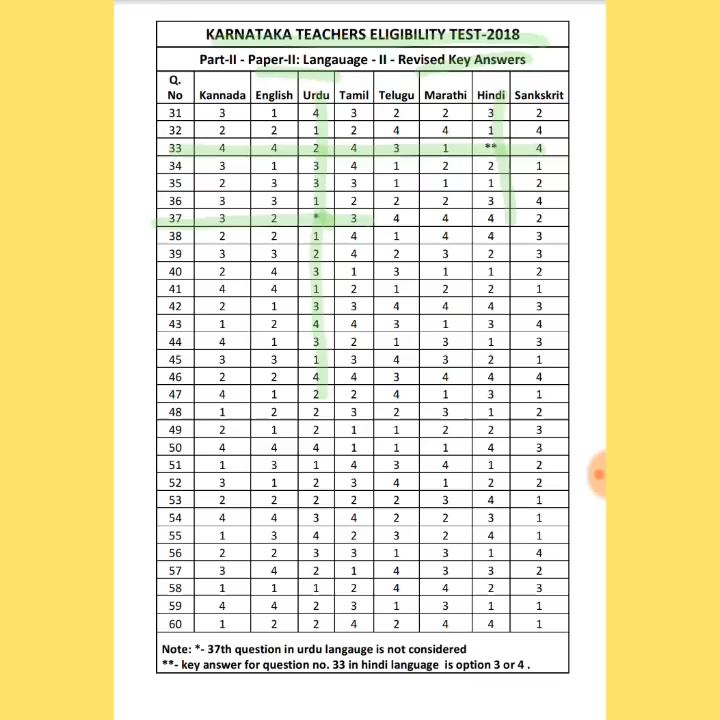 KARNATAKA TEACHERS ELIGIBILITY TEST-2018
Part-II - Paper-II: Langauage - II - Revised Key Answers
Q.
No Kannada English Urdu Tamil Telugu Marathi Hindi Sankskrit
31 3 1 4 3 2 2 3 2
32 2 2 1 2 4 4 1 4
33 4 4 2 4 3 1 ** 4
34 3 1 3 4 1 2 2 1
35 2 3 3 3 1 1 1 2
36 3 3 1 2 2 2 3 4
37 3 2 * 3 4 4 4 2
38 2 2 1 4 1 4 4 3
39 3 3 2 4 2 3 2 3
40 2 4 3 1 3 1 1 2
41 4 4 1 2 1 2 2 1
42 2 1 3 3 4 4 4 3
43 1 2 4 4 3 1 3 4
44 4 1 3 2 1 3 1 3
45 3 3 1 3 4 3 2 1
46 2 2 4 4 3 4 4 4
47 4 1 2 2 4 1 3 1
48 1 2 2 3 2 3 1 2
49 2 1 2 1 1 2 2 3
50 4 4 4 1 1 1 4 3
51 1 3 1 4 3 4 1 2
52 3 1 2 3 4 1 2 2
53 2 2 2 2 2 3 4 1
54 4 4 3 4 2 2 3 1
55 1 3 4 2 3 2 4 1
56 2 2 3 3 1 3 1 4
57 3 4 2 1 4 3 3 2
58 1 1 1 2 4 4 2 3
59 4 4 2 3 1 3 1 1
60 1 2 2 4 2 4 4 1
Note: *- 37th question in urdu langauge is not considered
**- key answer for question no. 33 in hindi language is option 3 or 4 .